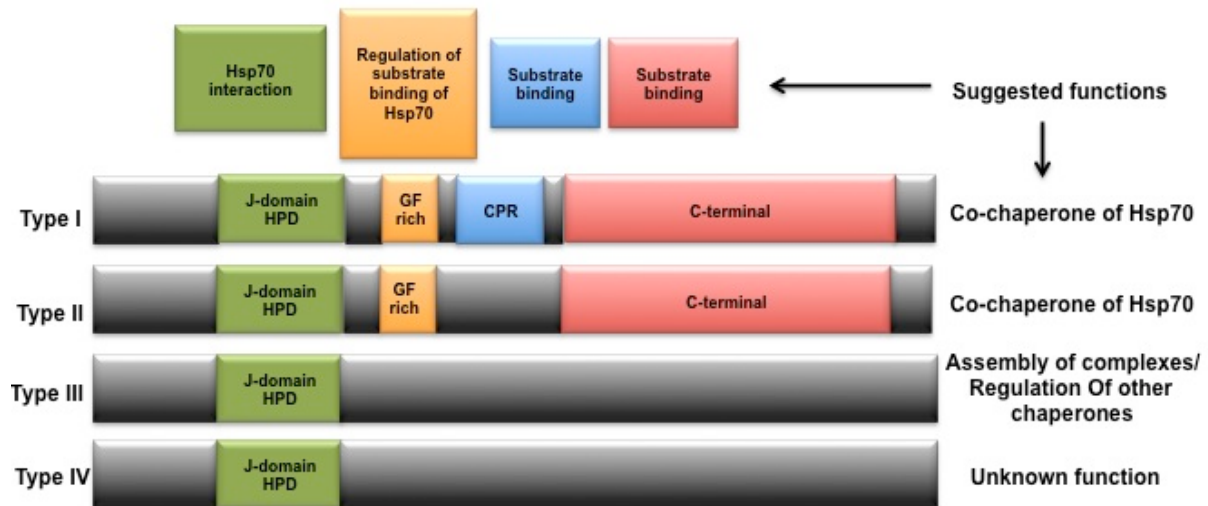 Hsp70
interaction
Regulation of
substrate
binding of
Hsp70
Substrate
binding
Substrate
binding
Suggested functions
Type I
J-domain
HPD
GF
rich
CPR
C-terminal
Co-chaperone of Hsp70
Type II
J-domain
HPD
GF
rich
C-terminal
Co-chaperone of Hsp70
Type III
J-domain
HPD
Assembly of complexes/
Regulation Of other
chaperones
Type IV
J-domain
HPD
Unknown function